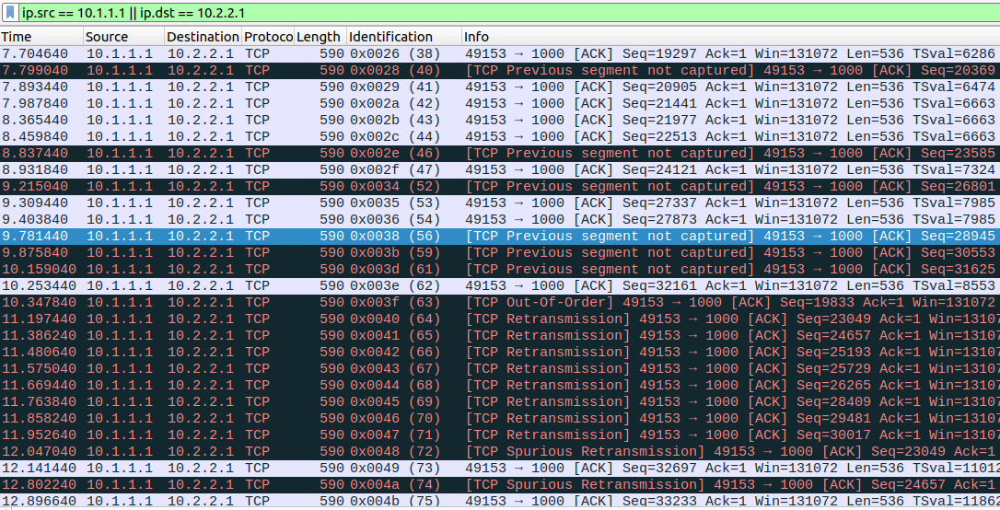 ip.src == 10.1.1.1 || ip.dst == 10.2.2.1
Time Source Destination Protoco Length Identification Info
7.704640 10.1.1.1 10.2.2.1 TCP 590 0x0026 (38) 49153 → 1000 [ACK] Seq=19297 Ack=1 Win=131072 Len=536 TSval=6286
7.799040 10.1.1.1 10.2.2.1 TCP 590 0x0028 (40) [TCP Previous segment not captured] 49153 → 1000 [ACK] Seq=20369
7.893440 10.1.1.1 10.2.2.1 TCP 590 0x0029 (41) 49153 → 1000 [ACK] Seq=20905 Ack=1 Win=131072 Len=536 TSval=6474
7.987840 10.1.1.1 10.2.2.1 TCP 590 0x002a (42) 49153 → 1000 [ACK] Seq=21441 Ack=1 Win=131072 Len=536 TSval=6663
8.365440 10.1.1.1 10.2.2.1 TCP 590 0x002b (43) 49153 → 1000 [ACK] Seq=21977 Ack=1 Win=131072 Len=536 TSval=6663
8.459840 10.1.1.1 10.2.2.1 TCP 590 0x002c (44) 49153 → 1000 [ACK] Seq=22513 Ack=1 Win=131072 Len=536 TSval=6663
8.837440 10.1.1.1 10.2.2.1 TCP 590 0x002e (46) [TCP Previous segment not captured] 49153 → 1000 [ACK] Seq=23585
8.931840 10.1.1.1 10.2.2.1 TCP 590 0x002f (47) 49153 → 1000 [ACK] Seq=24121 Ack=1 Win=131072 Len=536 TSval=7324
9.215040 10.1.1.1 10.2.2.1 TCP 590 0x0034 (52) [TCP Previous segment not captured] 49153 → 1000 [ACK] Seq=26801
9.309440 10.1.1.1 10.2.2.1 TCP 590 0x0035 (53) 49153 → 1000 [ACK] Seq=27337 Ack=1 Win=131072 Len=536 TSval=7985
9.403840 10.1.1.1 10.2.2.1 TCP 590 0x0036 (54) 49153 → 1000 [ACK] Seq=27873 Ack=1 Win=131072 Len=536 TSval=7985
9.781440 10.1.1.1 10.2.2.1 TCP 590 0x0038 (56) [TCP Previous segment not captured] 49153 → 1000 [ACK] Seq=28945
9.875840 10.1.1.1 10.2.2.1 TCP 590 0x003b (59) [TCP Previous segment not captured] 49153 → 1000 [ACK] Seq=30553
10.159040 10.1.1.1 10.2.2.1 TCP 590 0x003d (61) [TCP Previous segment not captured] 49153 → 1000 [ACK] Seq=31625
10.253440 10.1.1.1 10.2.2.1 TCP 590 0x003e (62) 49153 → 1000 [ACK] Seq=32161 Ack=1 Win=131072 Len=536 TSval=8553
10.347840 10.1.1.1 10.2.2.1 TCP 590 0x003f (63) [TCP Out-Of-Order] 49153 → 1000 [ACK] Seq=19833 Ack=1 Win=131072
11.197440 10.1.1.1 10.2.2.1 TCP 590 0x0040 (64) [TCP Retransmission] 49153 → 1000 [ACK] Seq=23049 Ack=1 Win=13107
11.386240 10.1.1.1 10.2.2.1 TCP 590 0x0041 (65) [TCP Retransmission] 49153 → 1000 [ACK] Seq=24657 Ack=1 Win=13107
11.480640 10.1.1.1 10.2.2.1 TCP 590 0x0042 (66) [TCP Retransmission] 49153 → 1000 [ACK] Seq=25193 Ack=1 Win=13107
11.575040 10.1.1.1 10.2.2.1 TCP 590 0x0043 (67) [TCP Retransmission] 49153 → 1000 [ACK] Seq=25729 Ack=1 Win=13107
11.669440 10.1.1.1 10.2.2.1 TCP 590 0x0044 (68) [TCP Retransmission] 49153 → 1000 [ACK] Seq=26265 Ack=1 Win=13107
11.763840 10.1.1.1 10.2.2.1 TCP 590 0x0045 (69) [TCP Retransmission] 49153 → 1000 [ACK] Seq=28409 Ack=1 Win=13107
11.858240 10.1.1.1 10.2.2.1 TCP 590 0x0046 (70) [TCP Retransmission] 49153 → 1000 [ACK] Seq=29481 Ack=1 Win=13107
11.952640 10.1.1.1 10.2.2.1 TCP 590 0x0047 (71) [TCP Retransmission] 49153 → 1000 [ACK] Seq=30017 Ack=1 Win=13107
12.047040 10.1.1.1 10.2.2.1 TCP 590 0x0048 (72) [TCP Spurious Retransmission] 49153 → 1000 [ACK] Seq=23049 Ack=1
12.141440 10.1.1.1 10.2.2.1 TCP 590 0x0049 (73) 49153 → 1000 [ACK] Seq=32697 Ack=1 Win=131072 Len=536 TSval=11012
12.802240 10.1.1.1 10.2.2.1 TCP 590 0x004a (74) [TCP Spurious Retransmission] 49153 → 1000 [ACK] Seq=24657 Ack=1
12.896640 10.1.1.1 10.2.2.1 TCP 590 0x004b (75) 49153 → 1000 [ACK] Seq=33233 Ack=1 Win=131072 Len=536 TSval=11862